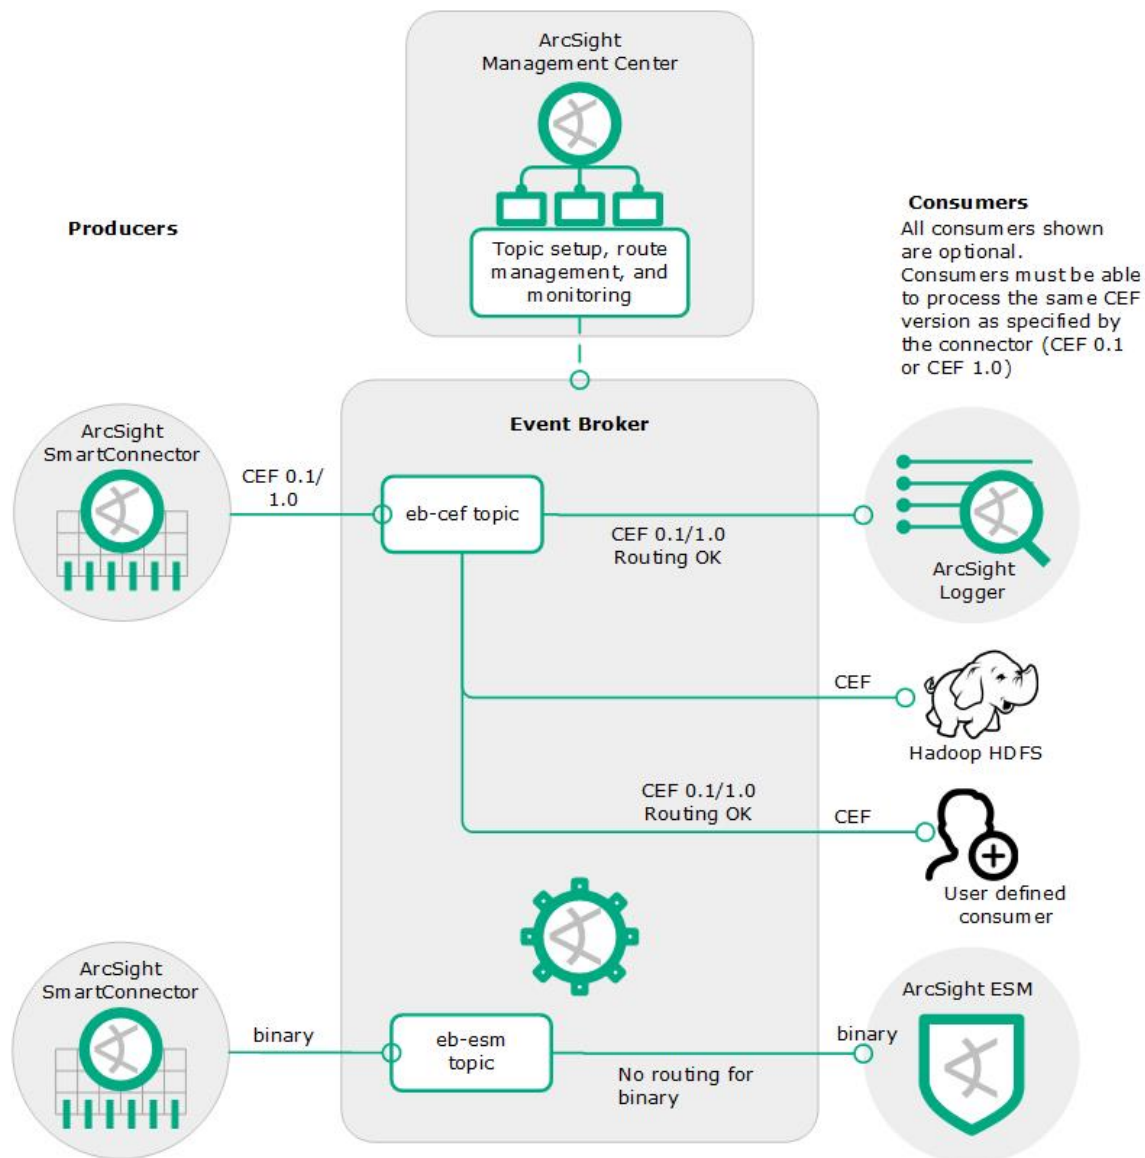 ArcSight
Management Center
Topic setup, route
management, and
monitoring
Producers
Consumers
All consumers shown
are optional.
Consumers must be able
to process the same CEF
version as specified by
the connector (CEF 0.1
or CEF 1.0)
Event Broker
ArcSight
SmartConnector
CEF 0.1/
1.0
eb-cef topic
CEF 0.1/1.0
Routing OK
ArcSight
Logger
CEF
Hadoop HDFS
CEF 0.1/1.0
Routing OK
CEF
User defined
consumer
ArcSight
SmartConnector
binary
eb-esm
topic
No routing for
binary
binary
ArcSight ESM